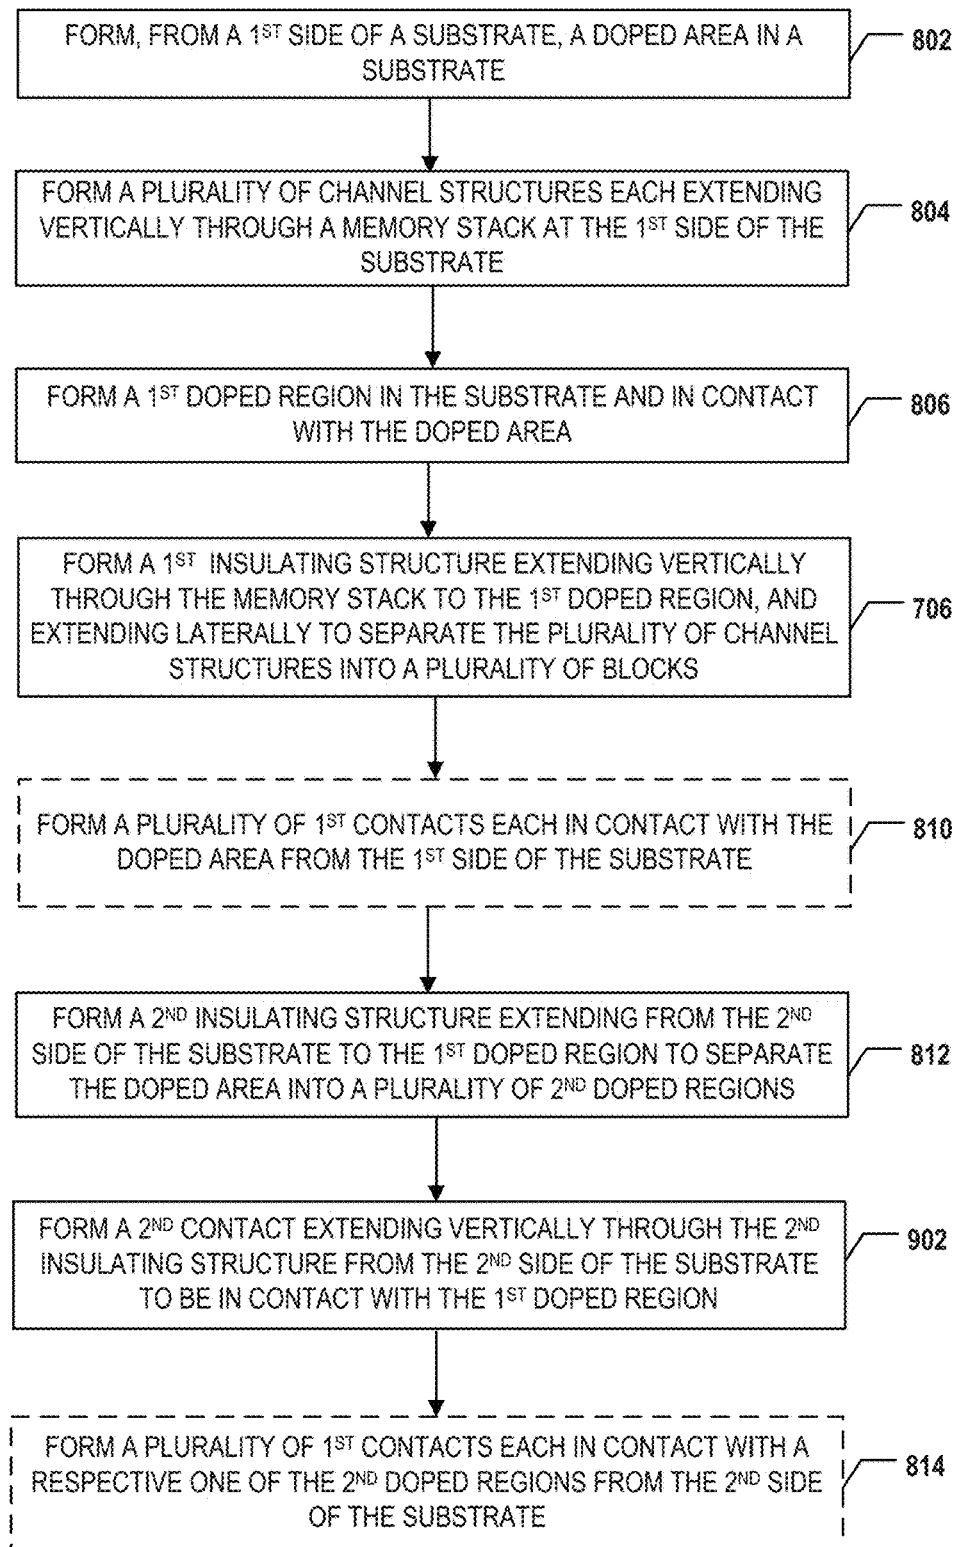 FORM, FROM A 1ST SIDE OF A SUBSTRATE, A DOPED AREA IN A
SUBSTRATE
802
FORM A PLURALITY OF CHANNEL STRUCTURES EACH EXTENDING
VERTICALLY THROUGH A MEMORY STACK AT THE 1ST SIDE OF THE
SUBSTRATE
804
FORM A 1ST DOPED REGION IN THE SUBSTRATE AND IN CONTACT
WITH THE DOPED AREA
806
FORM A 1ST INSULATING STRUCTURE EXTENDING VERTICALLY
THROUGH THE MEMORY STACK TO THE 1ST DOPED REGION, AND
EXTENDING LATERALLY TO SEPARATE THE PLURALITY OF CHANNEL
STRUCTURES INTO A PLURALITY OF BLOCKS
706
FORM A PLURALITY OF 1ST CONTACTS EACH IN CONTACT WITH THE
DOPED AREA FROM THE 1ST SIDE OF THE SUBSTRATE
810
FORM A 2ND INSULATING STRUCTURE EXTENDING FROM THE 2ND
SIDE OF THE SUBSTRATE TO THE 1ST DOPED REGION TO SEPARATE
THE DOPED AREA INTO A PLURALITY OF 2ND DOPED REGIONS
812
FORM A 2ND CONTACT EXTENDING VERTICALLY THROUGH THE 2ND
INSULATING STRUCTURE FROM THE 2ND SIDE OF THE SUBSTRATE
TO BE IN CONTACT WITH THE 1ST DOPED REGION
902
FORM A PLURALITY OF 1ST CONTACTS EACH IN CONTACT WITH A
RESPECTIVE ONE OF THE 2ND DOPED REGIONS FROM THE 2ND SIDE
OF THE SUBSTRATE
814